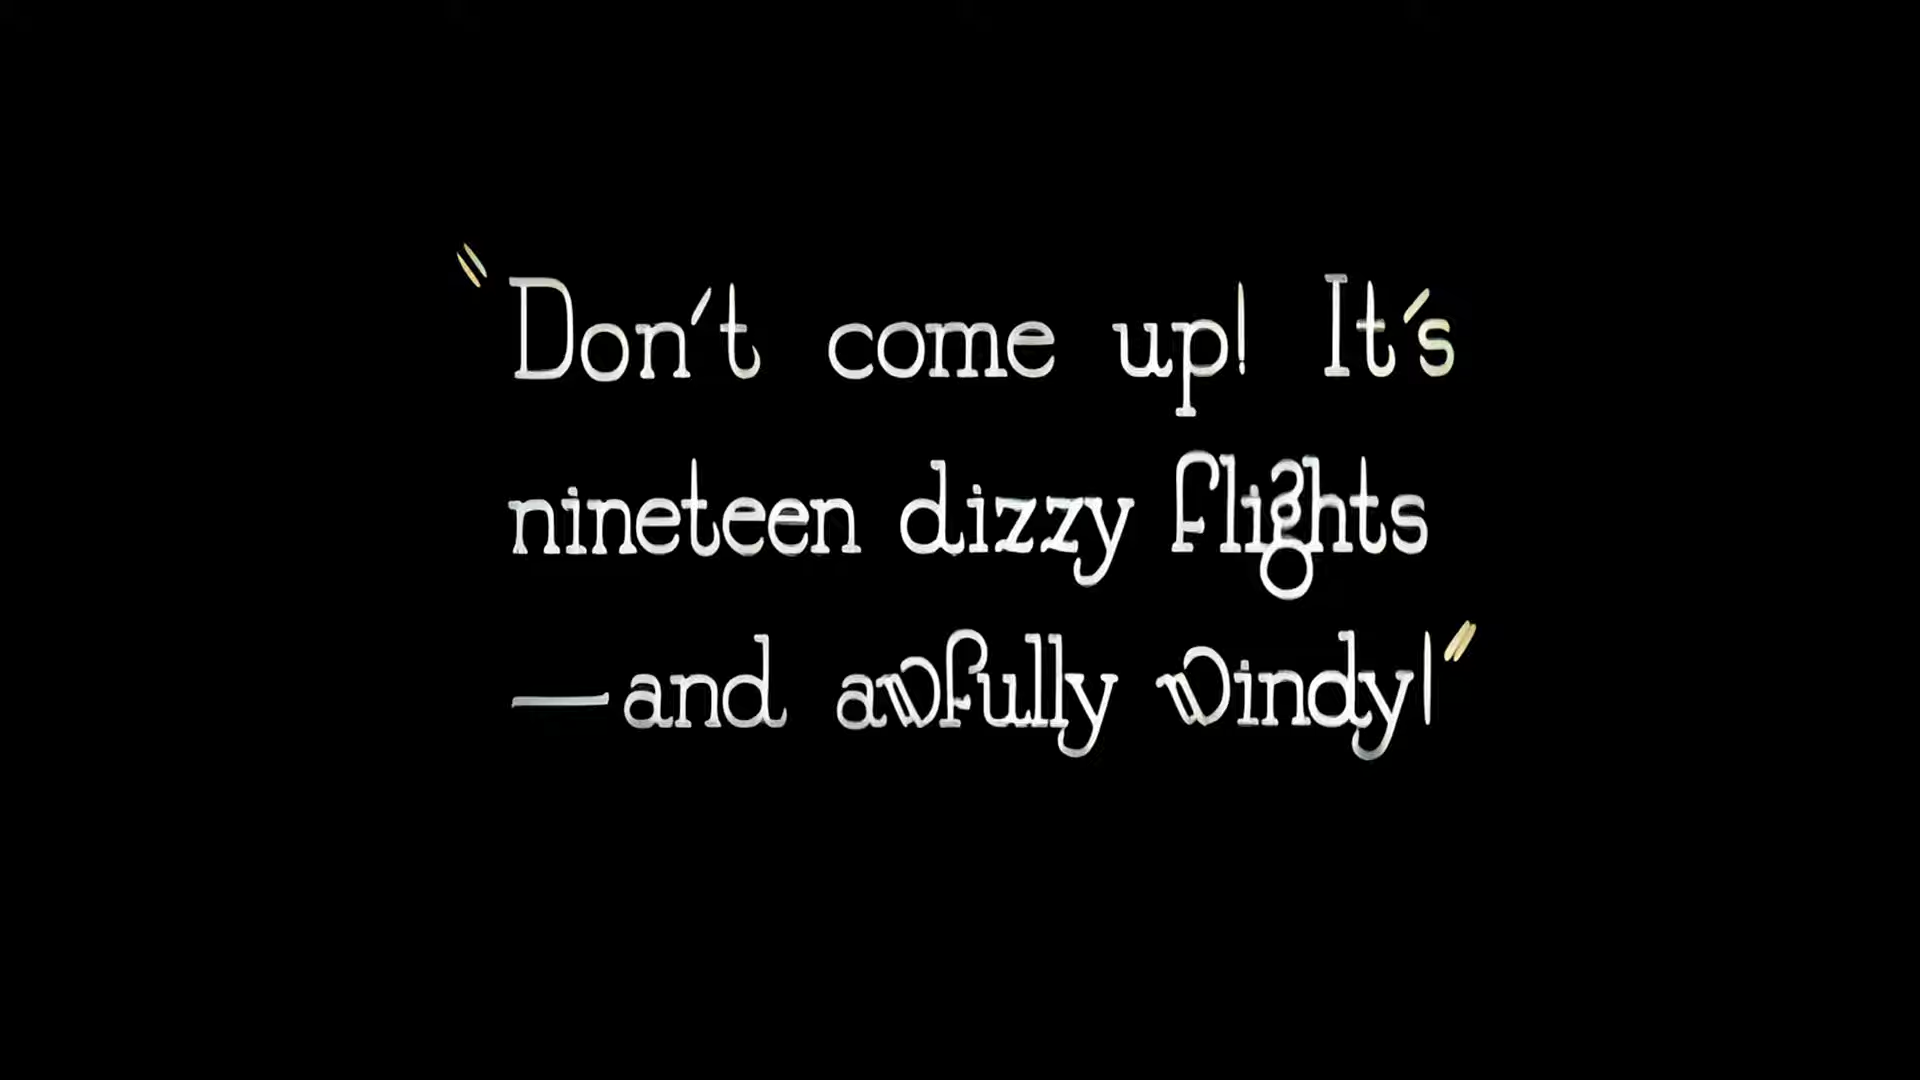 "Don't come up! It's
nineteen dizzy flights
—and awfully windy!"